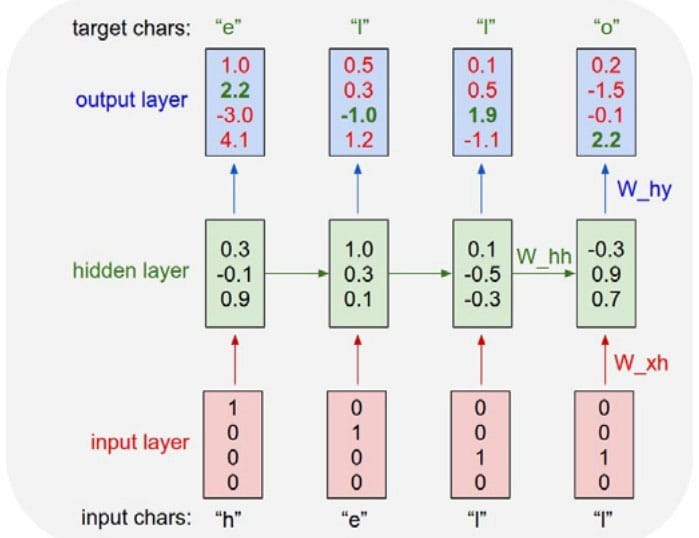 target chars: "e" "l" "l" "o"
output layer
1.0 0.5 0.1 0.2
2.2 0.3 0.5 -1.5
-3.0 -1.0 1.9 -0.1
4.1 1.2 -1.1 2.2
W_hy
hidden layer
0.3 1.0 0.1 W_hh -0.3
-0.1 0.3 -0.5 0.9
0.9 0.1 -0.3 0.7
W_xh
input layer
1 0 0 0
0 1 0 0
0 0 1 1
0 0 0 0
input chars: "h" "e" "l" "l"